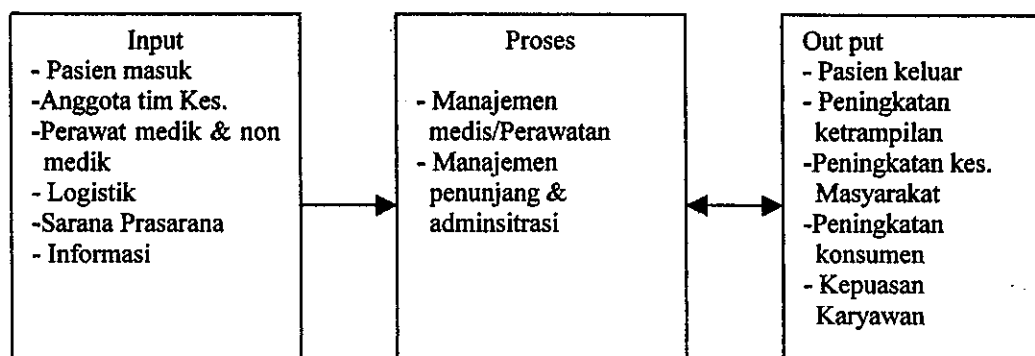 Input
- Pasien masuk
-Anggota tim Kes.
-Perawat medik & non
medik
- Logistik
-Sarana Prasarana
- Informasi
Proses
- Manajemen
medis/Perawatan
- Manajemen
penunjang &
adminsitrasi
Out put
- Pasien keluar
- Peningkatan
ketrampilan
-Peningkatan kes.
Masyarakat
-Peningkatan
konsumen
- Kepuasan
Karyawan